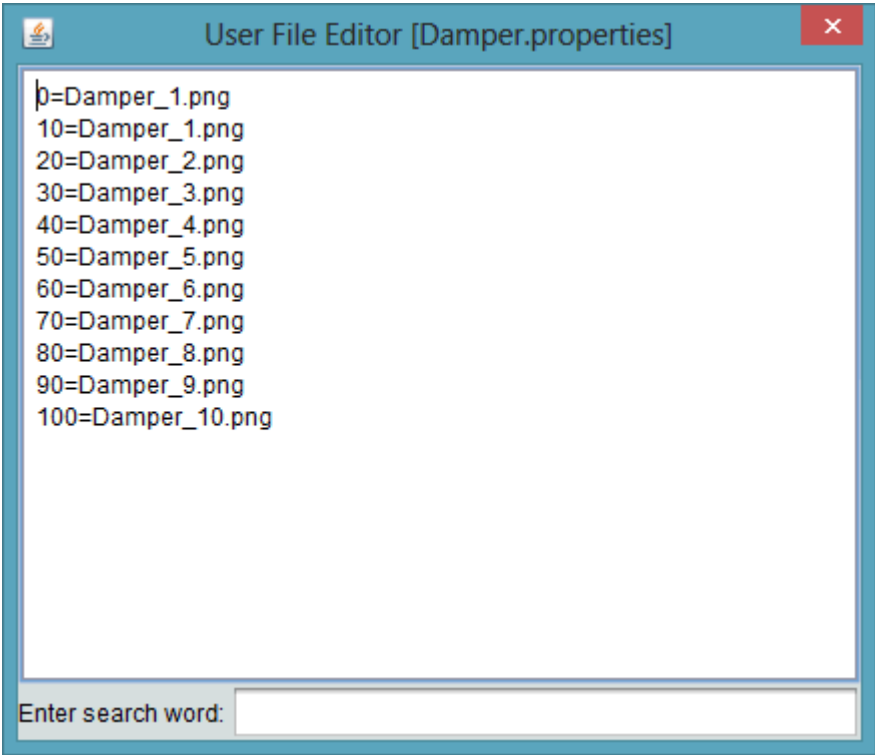 User File Editor [Damper.properties]
0=Damper_1.png
10=Damper_1.png
20=Damper_2.png
30=Damper_3.png
40=Damper_4.png
50=Damper_5.png
60=Damper_6.png
70=Damper_7.png
80=Damper_8.png
90=Damper_9.png
100=Damper_10.png
Enter search word: